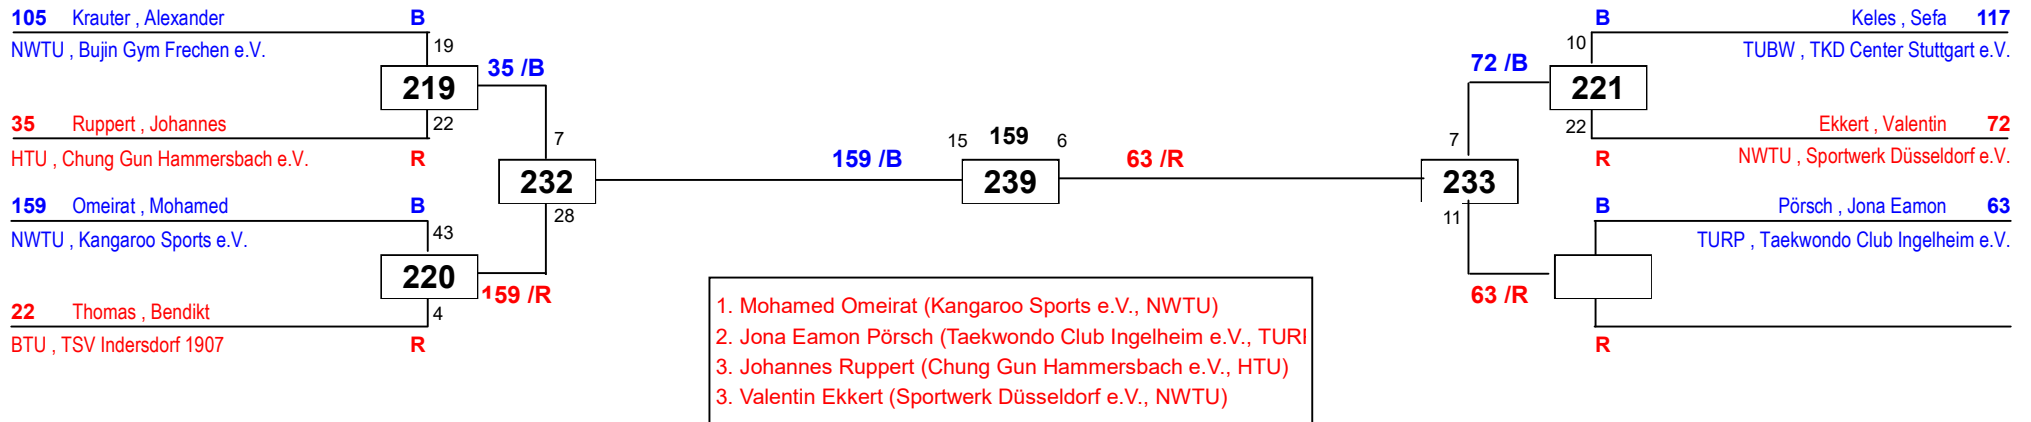 105 Krauter , Alexander B
NWTU , Bujin Gym Frechen e.V.
19
219
35 /B
22
35 Ruppert , Johannes
HTU , Chung Gun Hammersbach e.V. R
7
232
28
159 Omeirat , Mohamed B
NWTU , Kangaroo Sports e.V.
43
220
159 /R
4
22 Thomas , Bendikt
BTU , TSV Indersdorf 1907 R
159 /B
15 159 6
239
63 /R
B Keles , Sefa 117
TUBW , TKD Center Stuttgart e.V.
10
72 /B
221
22
Ekkert , Valentin 72
R NWTU , Sportwerk Düsseldorf e.V.
7
233
11
B Pörsch , Jona Eamon 63
TURP , Taekwondo Club Ingelheim e.V.
63 /R
R
1. Mohamed Omeirat (Kangaroo Sports e.V., NWTU)
2. Jona Eamon Pörsch (Taekwondo Club Ingelheim e.V., TUR
3. Johannes Ruppert (Chung Gun Hammersbach e.V., HTU)
3. Valentin Ekkert (Sportwerk Düsseldorf e.V., NWTU)